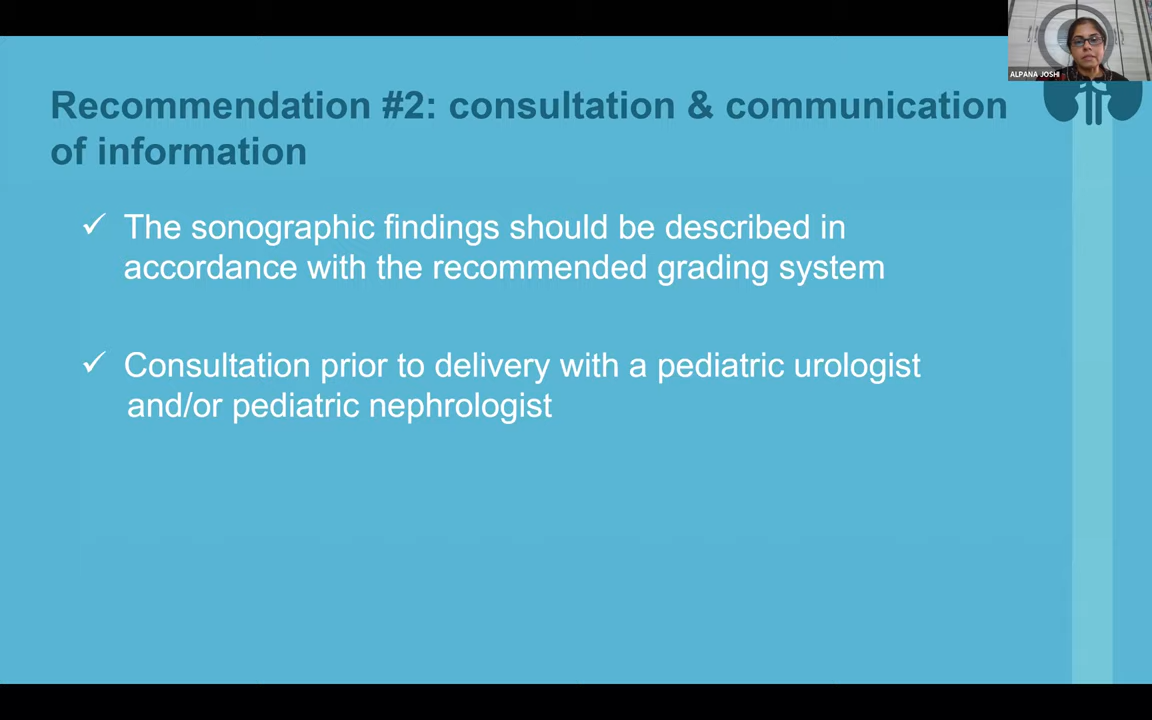 ALPANA JOSHI
Recommendation #2: consultation & communication
of information
✓ The sonographic findings should be described in
accordance with the recommended grading system
✓ Consultation prior to delivery with a pediatric urologist
and/or pediatric nephrologist